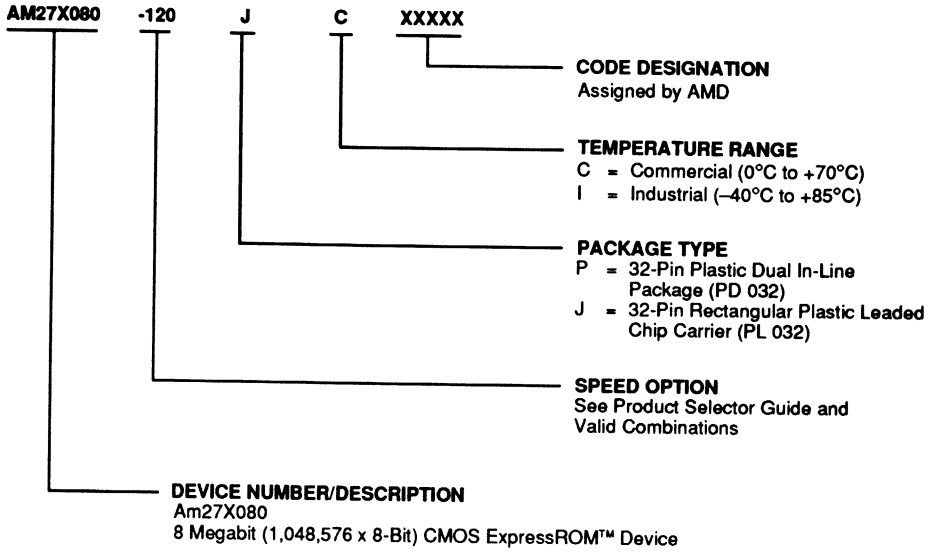 AM27X080 -120 J C XXXXX
CODE DESIGNATION
Assigned by AMD
TEMPERATURE RANGE
C = Commercial (0°C to +70°C)
I = Industrial (–40°C to +85°C)
PACKAGE TYPE
P = 32-Pin Plastic Dual In-Line
Package (PD 032)
J = 32-Pin Rectangular Plastic Leaded
Chip Carrier (PL 032)
SPEED OPTION
See Product Selector Guide and
Valid Combinations
DEVICE NUMBER/DESCRIPTION
Am27X080
8 Megabit (1,048,576 x 8-Bit) CMOS ExpressROM™ Device